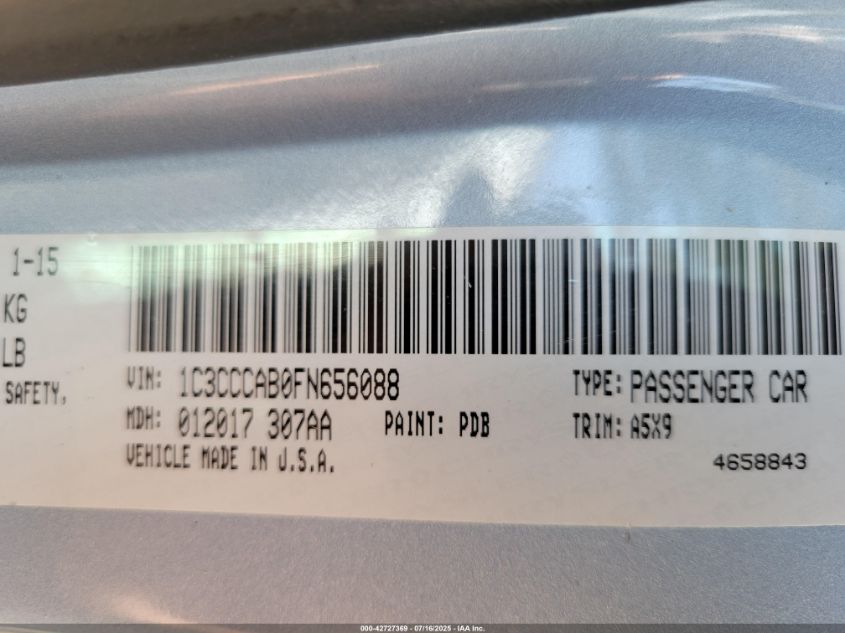 1-15
KG
LB
SAFETY,
VIN: 1C3CCCAB0FN656088 TYPE: PASSENGER CAR
MDH: 012017 307AA PAINT: PDB TRIM: A5X9
VEHICLE MADE IN U.S.A. 4658843
000-42727369 - 07/16/2025 - IAA Inc.